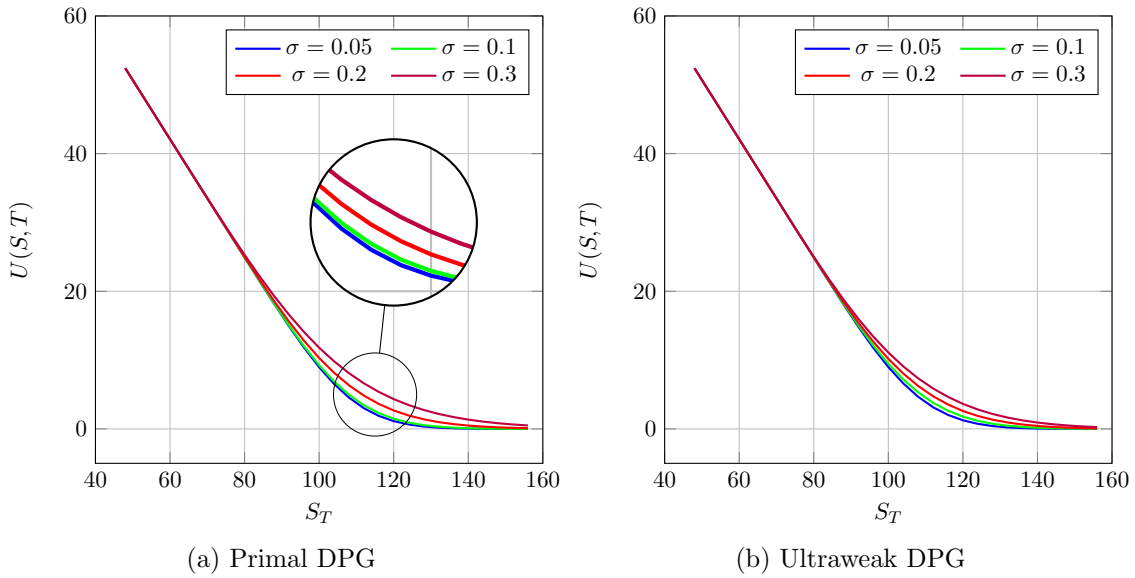 60
40
20
0
40 60 80 100 120 140 160
U(S, T)
S_T
σ = 0.05 σ = 0.1
σ = 0.2 σ = 0.3
(a) Primal DPG
60
40
20
0
40 60 80 100 120 140 160
U(S, T)
S_T
σ = 0.05 σ = 0.1
σ = 0.2 σ = 0.3
(b) Ultraweak DPG